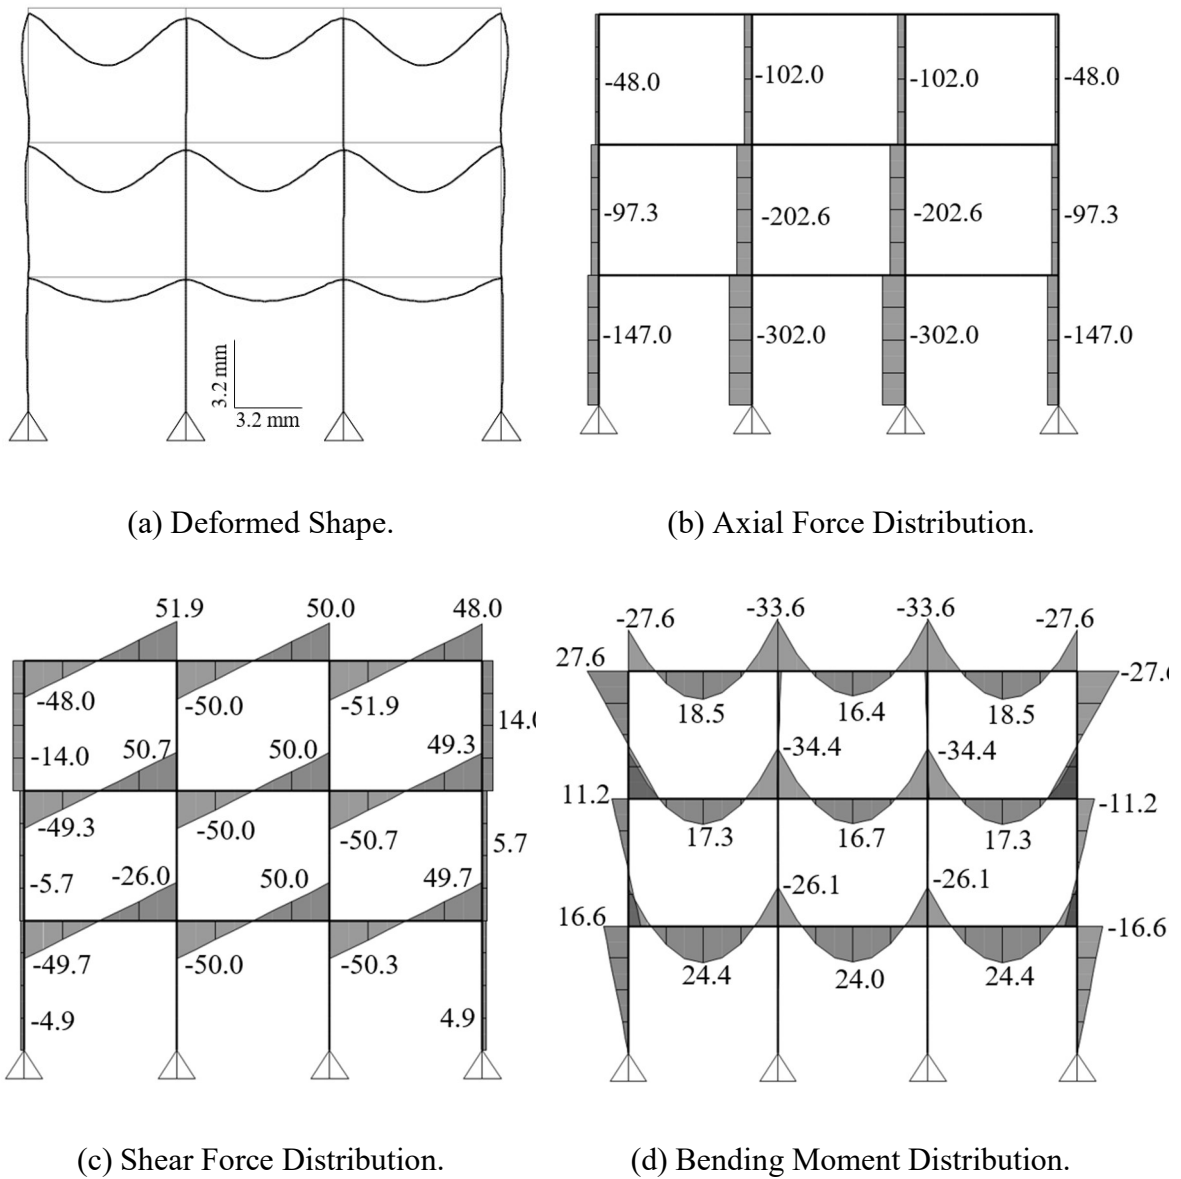 3.2 mm
3.2 mm
(a) Deformed Shape.
-48.0 -102.0 -102.0 -48.0
-97.3 -202.6 -202.6 -97.3
-147.0 -302.0 -302.0 -147.0
(b) Axial Force Distribution.
51.9 50.0 48.0
-48.0 -50.0 -51.9
14.0
-14.0 50.7 50.0 49.3
-49.3 -50.0 -50.7
5.7
-5.7 -26.0 50.0 49.7
-49.7 -50.0 -50.3
-4.9 4.9
(c) Shear Force Distribution.
-27.6 -33.6 -33.6 -27.6
27.6 -27.6
18.5 16.4 18.5
-34.4 -34.4
11.2 -11.2
17.3 16.7 17.3
-26.1 -26.1
16.6 -16.6
24.4 24.0 24.4
(d) Bending Moment Distribution.